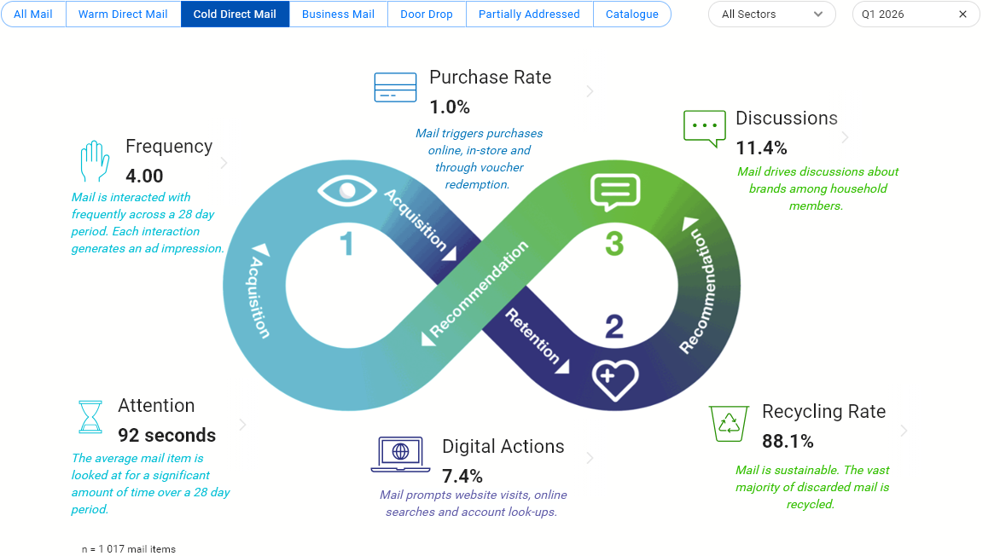 All Mail
Warm Direct Mail
Cold Direct Mail
Business Mail
Door Drop
Partially Addressed
Catalogue
All Sectors
Q1 2026 ×
Purchase Rate
1.0%
Mail triggers purchases
online, in-store and
through voucher
redemption.
Discussions
11.4%
Mail drives discussions about
brands among household
members.
Frequency
4.00
Mail is interacted with
frequently across a 28 day
period. Each interaction
generates an ad impression.
Acquisition
1
Acquisition
3
Recommendation
Recommendation
2
Retention
Attention
92 seconds
The average mail item is
looked at for a significant
amount of time over a 28 day
period.
Digital Actions
7.4%
Mail prompts website visits, online
searches and account look-ups.
Recycling Rate
88.1%
Mail is sustainable. The vast
majority of discarded mail is
recycled.
n = 1 017 mail items